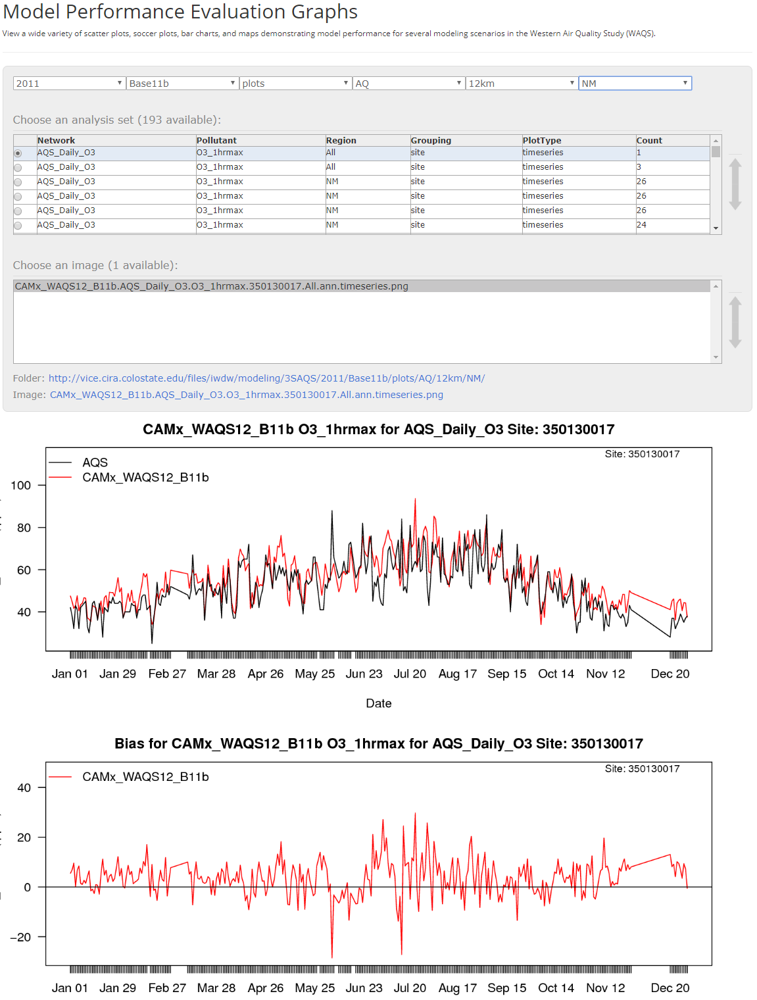 Model Performance Evaluation Graphs
View a wide variety of scatter plots, soccer plots, bar charts, and maps demonstrating model performance for several modeling scenarios in the Western Air Quality Study (WAQS).
2011 Base11b plots AQ 12km NM
Choose an analysis set (193 available):
Network Pollutant Region Grouping PlotType Count
AQS_Daily_O3 O3_1hrmax All site timeseries 1
AQS_Daily_O3 O3_1hrmax All site timeseries 3
AQS_Daily_O3 O3_1hrmax NM site timeseries 26
AQS_Daily_O3 O3_1hrmax NM site timeseries 26
AQS_Daily_O3 O3_1hrmax NM site timeseries 26
AQS_Daily_O3 O3_1hrmax NM site timeseries 24
Choose an image (1 available):
CAMx_WAQS12_B11b.AQS_Daily_O3.O3_1hrmax.350130017.All.ann.timeseries.png
Folder: http://vice.cira.colostate.edu/files/iwdw/modeling/3SAQS/2011/Base11b/plots/AQ/12km/NM/
Image: CAMx_WAQS12_B11b.AQS_Daily_O3.O3_1hrmax.350130017.All.ann.timeseries.png
CAMx_WAQS12_B11b O3_1hrmax for AQS_Daily_O3 Site: 350130017
Site: 350130017
AQS
CAMx_WAQS12_B11b
100
80
60
40
Jan 01 Jan 29 Feb 27 Mar 28 Apr 26 May 25 Jun 23 Jul 20 Aug 17 Sep 15 Oct 14 Nov 12 Dec 20
Date
Bias for CAMx_WAQS12_B11b O3_1hrmax for AQS_Daily_O3 Site: 350130017
Site: 350130017
CAMx_WAQS12_B11b
40
20
0
−20
Jan 01 Jan 29 Feb 27 Mar 28 Apr 26 May 25 Jun 23 Jul 20 Aug 17 Sep 15 Oct 14 Nov 12 Dec 20